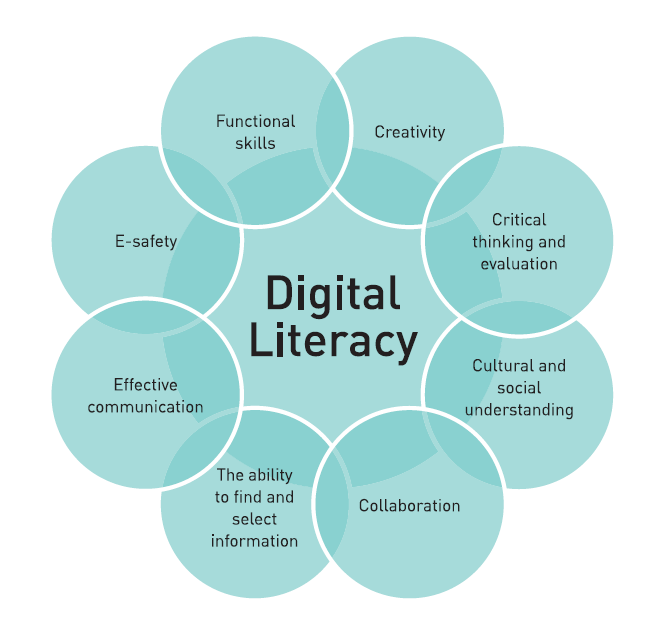 Functional
skills
Creativity
Critical
thinking and
evaluation
Cultural and
social
understanding
Collaboration
The ability
to find and
select
information
Effective
communication
E-safety
Digital
Literacy